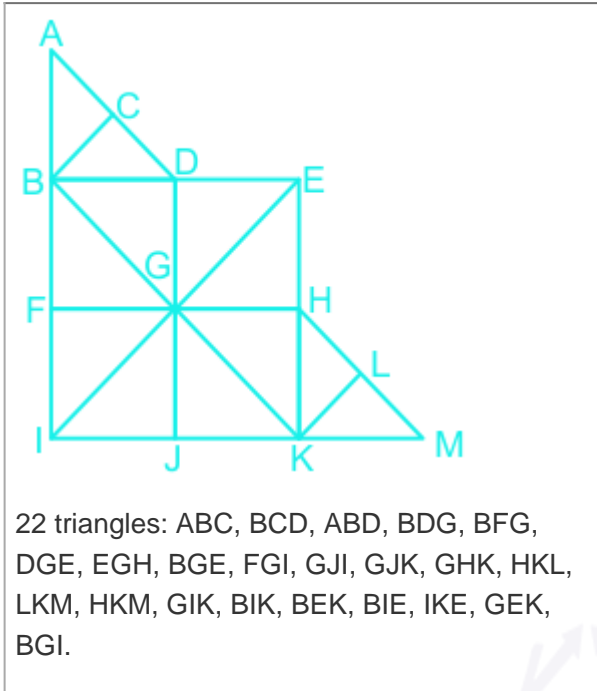 A
C
B
D
E
G
F
H
L
I
J
K
M
22 triangles: ABC, BCD, ABD, BDG, BFG,
DGE, EGH, BGE, FGI, GJI, GJK, GHK, HKL,
LKM, HKM, GIK, BIK, BEK, BIE, IKE, GEK,
BGI.